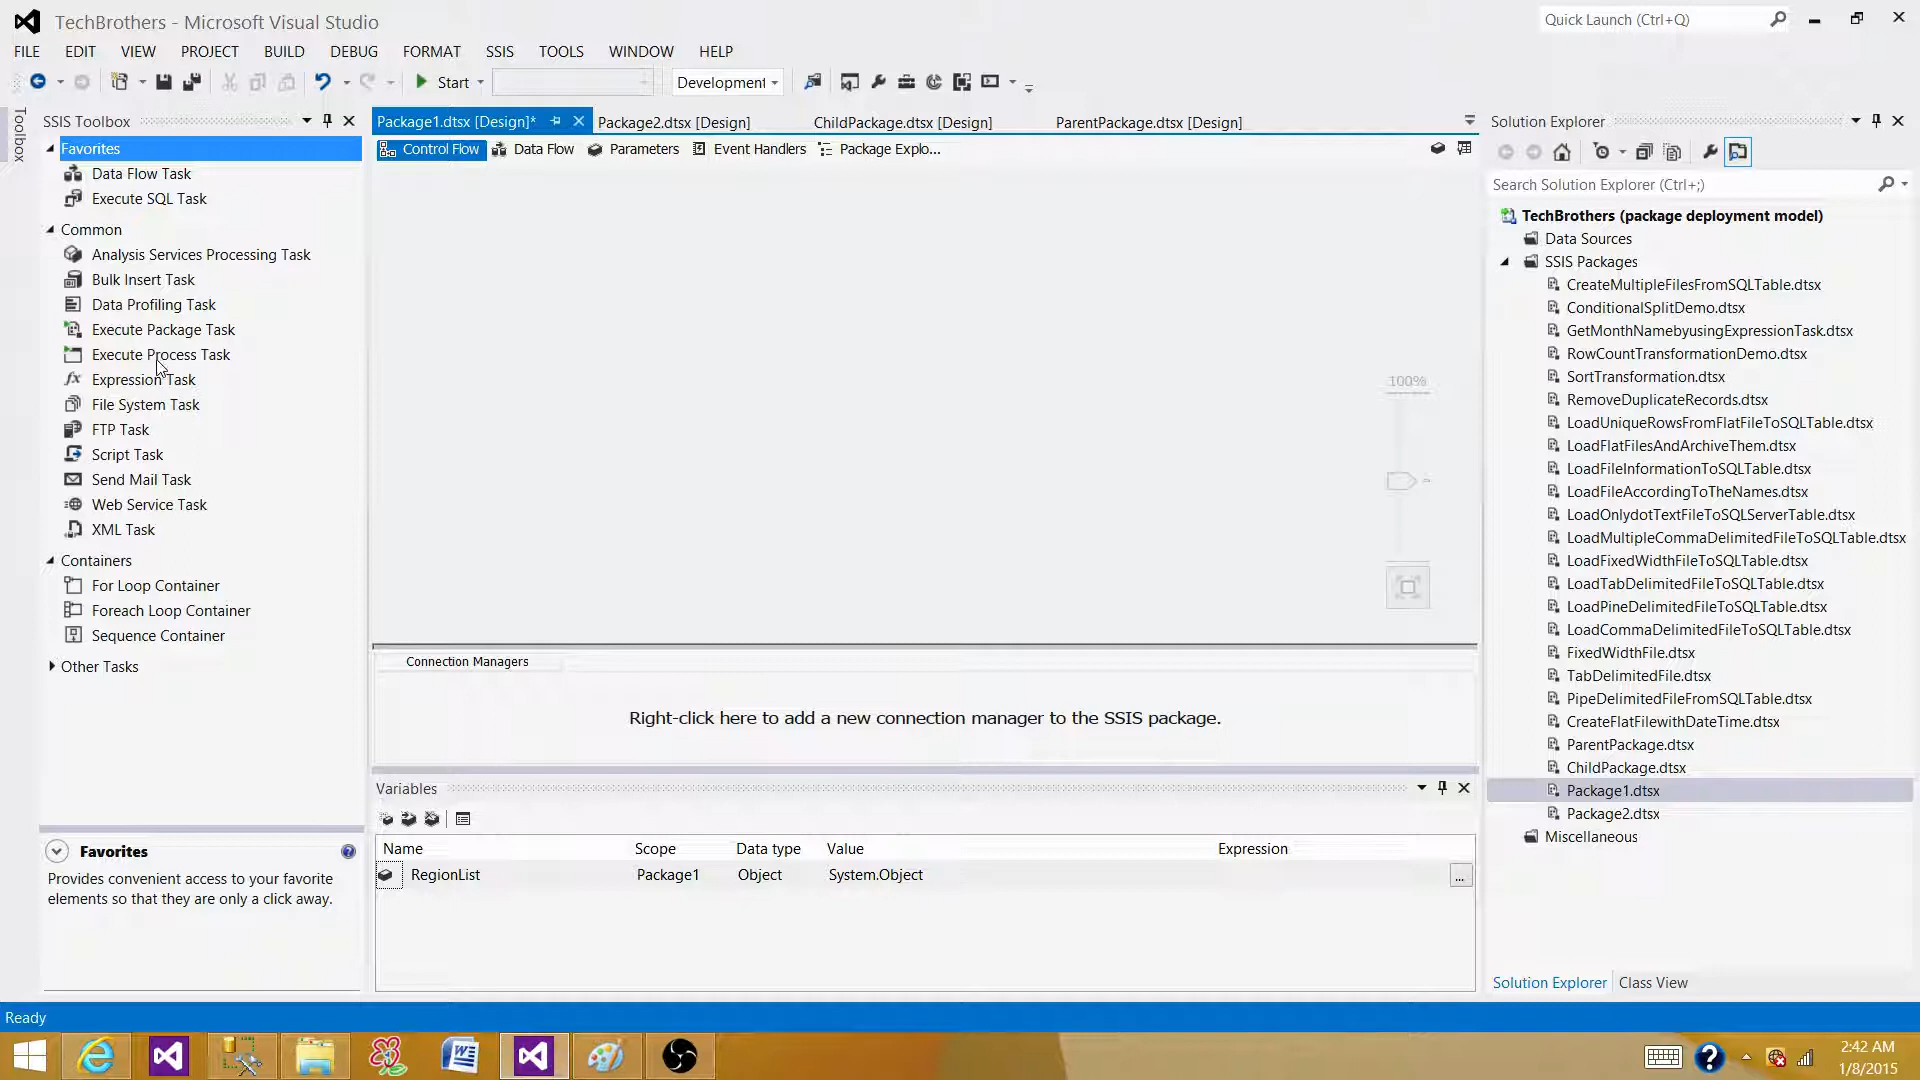 TechBrothers - Microsoft Visual Studio
Quick Launch (Ctrl+Q)
FILE EDIT VIEW PROJECT BUILD DEBUG FORMAT SSIS TOOLS WINDOW HELP
Start Development
Toolbox
SSIS Toolbox
Favorites
Data Flow Task
Execute SQL Task
Common
Analysis Services Processing Task
Bulk Insert Task
Data Profiling Task
Execute Package Task
Execute Process Task
Expression Task
File System Task
FTP Task
Script Task
Send Mail Task
Web Service Task
XML Task
Containers
For Loop Container
Foreach Loop Container
Sequence Container
Other Tasks
Favorites
Provides convenient access to your favorite
elements so that they are only a click away.
Package1.dtsx [Design]* Package2.dtsx [Design] ChildPackage.dtsx [Design] ParentPackage.dtsx [Design]
Control Flow Data Flow Parameters Event Handlers Package Explo...
100%
Connection Managers
Right-click here to add a new connection manager to the SSIS package.
Variables
Name Scope Data type Value Expression
RegionList Package1 Object System.Object ...
Solution Explorer
Search Solution Explorer (Ctrl+;)
TechBrothers (package deployment model)
Data Sources
SSIS Packages
CreateMultipleFilesFromSQLTable.dtsx
ConditionalSplitDemo.dtsx
GetMonthNamebyusingExpressionTask.dtsx
RowCountTransformationDemo.dtsx
SortTransformation.dtsx
RemoveDuplicateRecords.dtsx
LoadUniqueRowsFromFlatFileToSQLTable.dtsx
LoadFlatFilesAndArchiveThem.dtsx
LoadFileInformationToSQLTable.dtsx
LoadFileAccordingToTheNames.dtsx
LoadOnlydotTextFileToSQLServerTable.dtsx
LoadMultipleCommaDelimitedFileToSQLTable.dtsx
LoadFixedWidthFileToSQLTable.dtsx
LoadTabDelimitedFileToSQLTable.dtsx
LoadPineDelimitedFileToSQLTable.dtsx
LoadCommaDelimitedFileToSQLTable.dtsx
FixedWidthFile.dtsx
TabDelimitedFile.dtsx
PipeDelimitedFileFromSQLTable.dtsx
CreateFlatFilewithDateTime.dtsx
ParentPackage.dtsx
ChildPackage.dtsx
Package1.dtsx
Package2.dtsx
Miscellaneous
Solution Explorer Class View
Ready
2:42 AM
1/8/2015